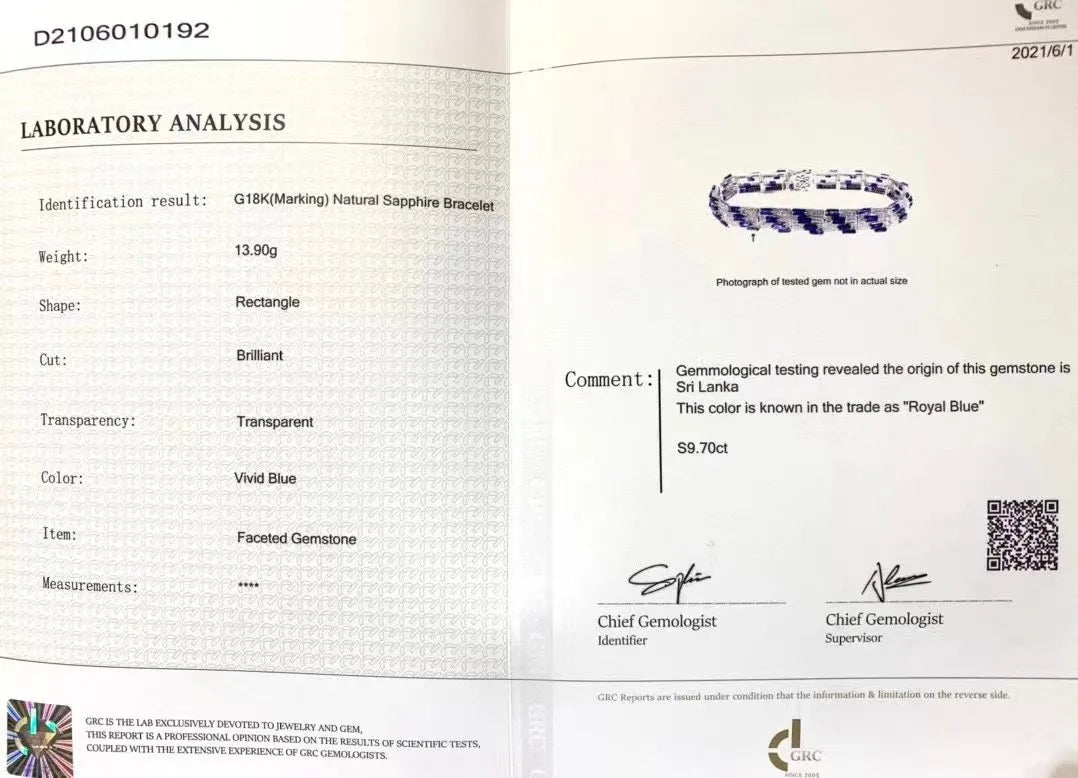 D2106010192
LABORATORY ANALYSIS
Identification result: G18K(Marking) Natural Sapphire Bracelet
Weight: 13.90g
Shape: Rectangle
Cut: Brilliant
Transparency: Transparent
Color: Vivid Blue
Item: Faceted Gemstone
Measurements: ****
GRC IS THE LAB EXCLUSIVELY DEVOTED TO JEWELRY AND GEM,
THIS REPORT IS A PROFESSIONAL OPINION BASED ON THE RESULTS OF SCIENTIFIC TESTS,
COUPLED WITH THE EXTENSIVE EXPERIENCE OF GRC GEMOLOGISTS.
GRC
SINCE 2005
2021/6/1
Photograph of tested gem not in actual size
Comment: Gemmological testing revealed the origin of this gemstone is
Sri Lanka
This color is known in the trade as "Royal Blue"
S9.70ct
Chief Gemologist
Identifier
Chief Gemologist
Supervisor
GRC Reports are issued under condition that the information & limitation on the reverse side.
GRC
SINCE 2005